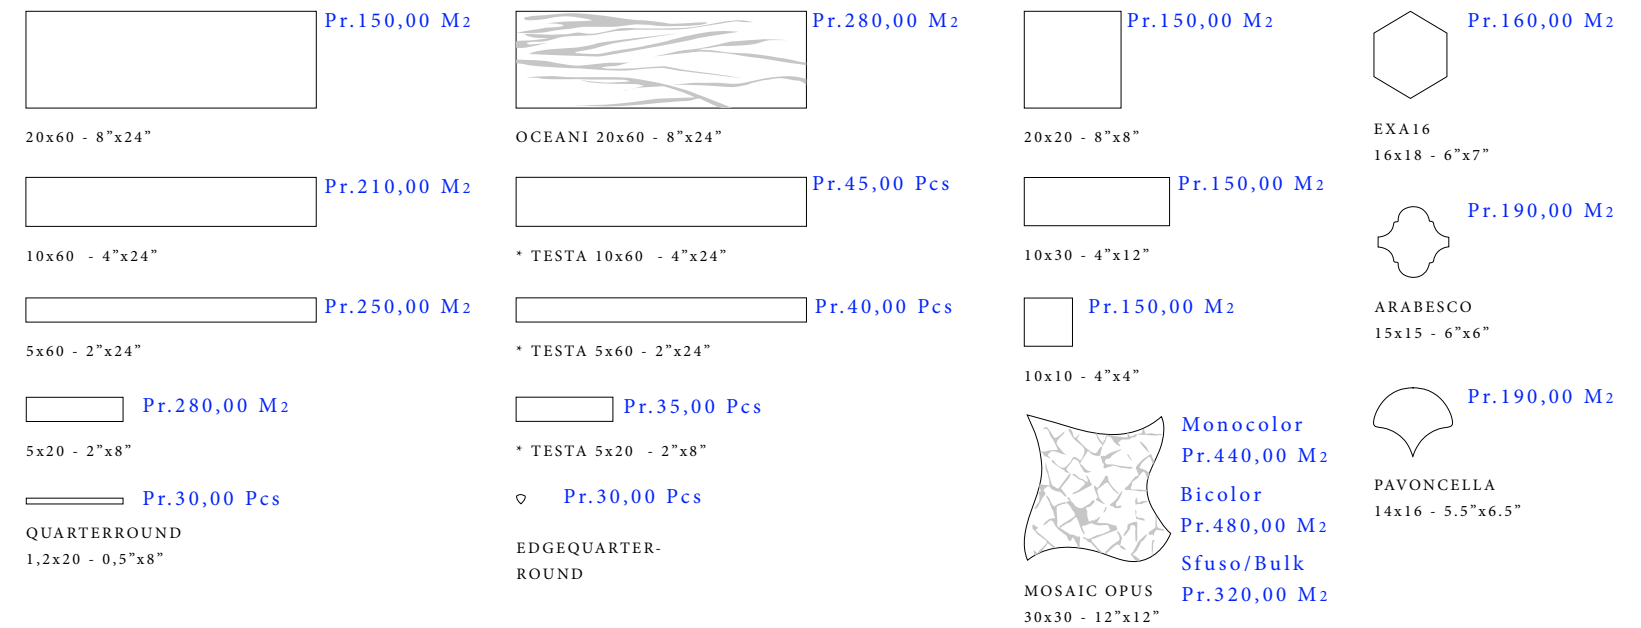 Pr.150,00 M2
20x60 - 8”x24”
Pr.210,00 M2
10x60 - 4”x24”
Pr.250,00 M2
5x60 - 2”x24”
Pr.280,00 M2
5x20 - 2”x8”
Pr.30,00 Pcs
QUARTERROUND
1,2x20 - 0,5”x8”
Pr.280,00 M2
OCEANI 20x60 - 8”x24”
Pr.45,00 Pcs
* TESTA 10x60 - 4”x24”
Pr.40,00 Pcs
* TESTA 5x60 - 2”x24”
Pr.35,00 Pcs
* TESTA 5x20 - 2”x8”
Pr.30,00 Pcs
EDGEQUARTER-
ROUND
Pr.150,00 M2
20x20 - 8”x8”
Pr.150,00 M2
10x30 - 4”x12”
Pr.150,00 M2
10x10 - 4”x4”
Monocolor
Pr.440,00 M2
Bicolor
Pr.480,00 M2
Sfuso/Bulk
Pr.320,00 M2
MOSAIC OPUS
30x30 - 12”x12”
Pr.160,00 M2
EXA16
16x18 - 6”x7”
Pr.190,00 M2
ARABESCO
15x15 - 6”x6”
Pr.190,00 M2
PAVONCELLA
14x16 - 5.5”x6.5”